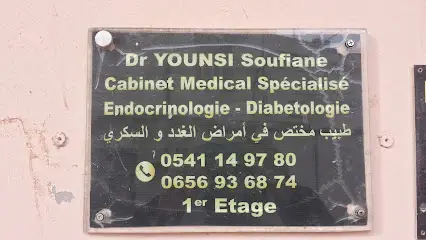 Dr YOUNSI Soufiane
Cabinet Medical Spécialisé
Endocrinologie - Diabetologie
طبيب مختص في أمراض الغدد و السكري
0541 14 97 80
0656 93 68 74
1er Etage